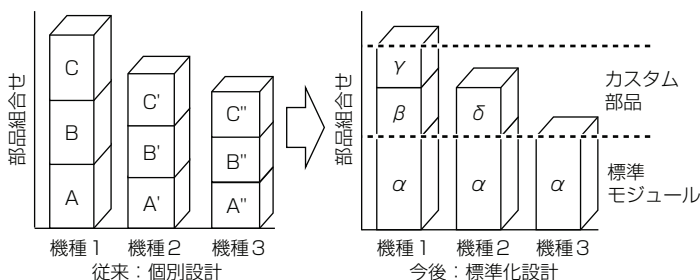 部品組合せ
C
B
A
C'
B'
A'
C"
B"
A"
機種1
機種2
機種3
従来：個別設計
部品組合せ
γ
β
α
δ
α
α
カスタム
部品
標準
モジュール
機種1
機種2
機種3
今後：標準化設計